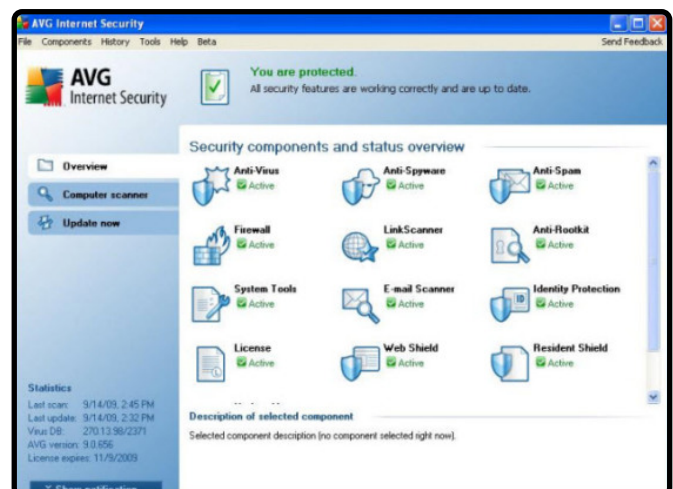 AVG Internet Security
File Components History Tools Help Beta Send Feedback
AVG
Internet Security
You are protected.
All security features are working correctly and are up to date.
Security components and status overview
Overview
Computer scanner
Update now
Anti-Virus
Active
Anti-Spyware
Active
Anti-Spam
Active
Firewall
Active
LinkScanner
Active
Anti-Rootkit
Active
System Tools
Active
E-mail Scanner
Active
Identity Protection
Active
License
Active
Web Shield
Active
Resident Shield
Active
Statistics
Last scan: 9/14/09, 2:45 PM
Last update: 9/14/09, 2:32 PM
Virus DB: 270.13.98/2371
AVG version: 9.0.656
License expires: 11/9/2009
Description of selected component
Selected component description (no component selected right now).
Show notification